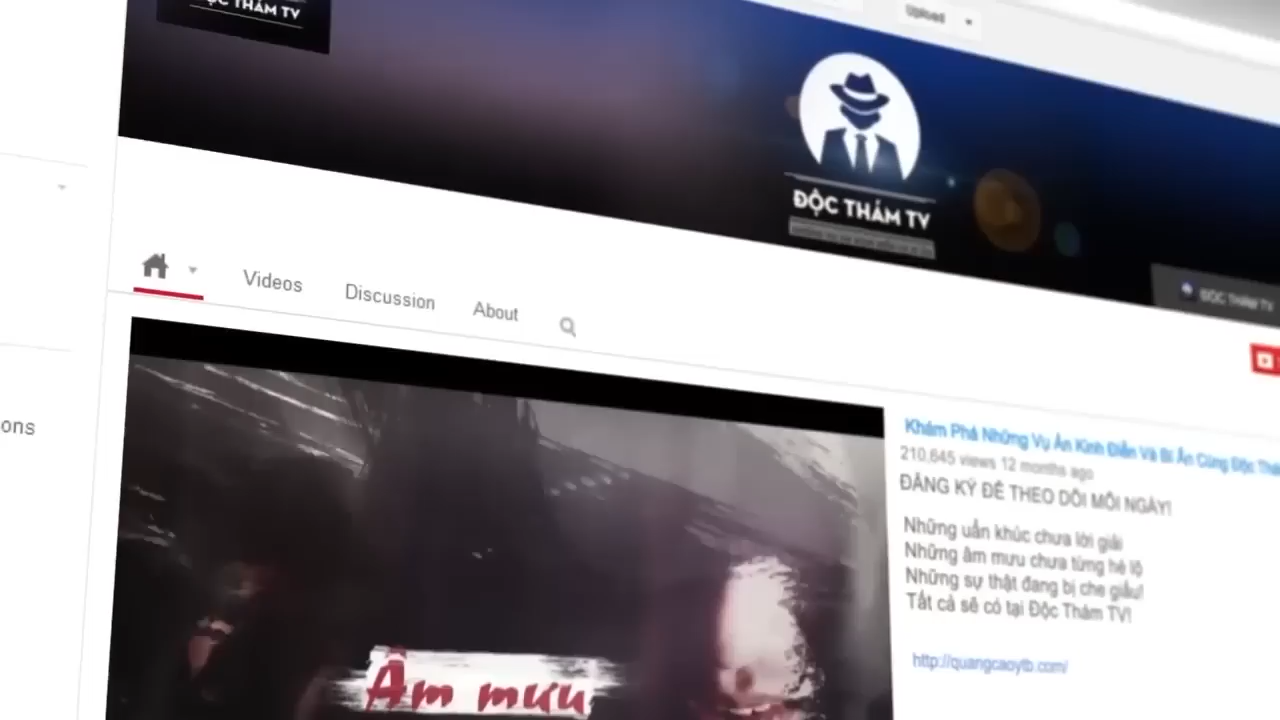 ĐỘC THÁM TV
Upload
ĐỘC THÁM TV
ĐỘC THÁM TV
Videos
Discussion
About
ons
Khám Phá Những Vụ Án Kinh Điển Và Bí Ẩn Cùng Độc
210,645 views 12 months ago
ĐĂNG KÝ ĐỂ THEO DÕI MỖI NGÀY!
Những uẩn khúc chưa lời giải
Những âm mưu chưa từng hé lộ
Những sự thật đang bị che giấu!
Tất cả sẽ có tại Độc Thám TV!
http://quangcaoytb.com/
Âm mưu